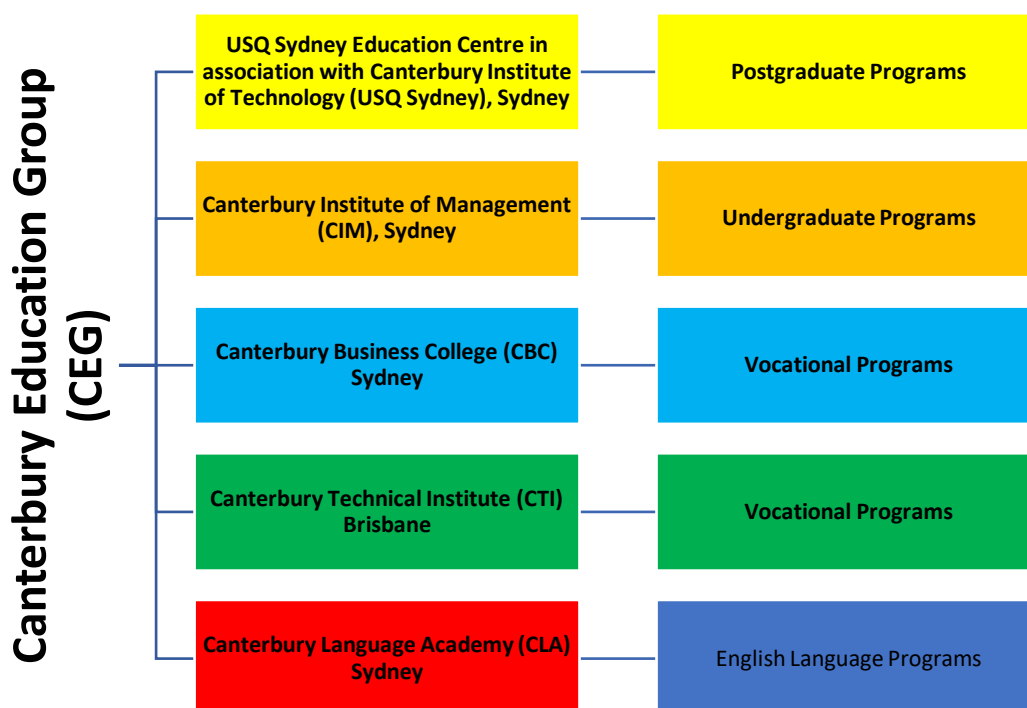 Canterbury Education Group
(CEG)
USQ Sydney Education Centre in
association with Canterbury Institute
of Technology (USQ Sydney), Sydney
Postgraduate Programs
Canterbury Institute of Management
(CIM), Sydney
Undergraduate Programs
Canterbury Business College (CBC)
Sydney
Vocational Programs
Canterbury Technical Institute (CTI)
Brisbane
Vocational Programs
Canterbury Language Academy (CLA)
Sydney
English Language Programs